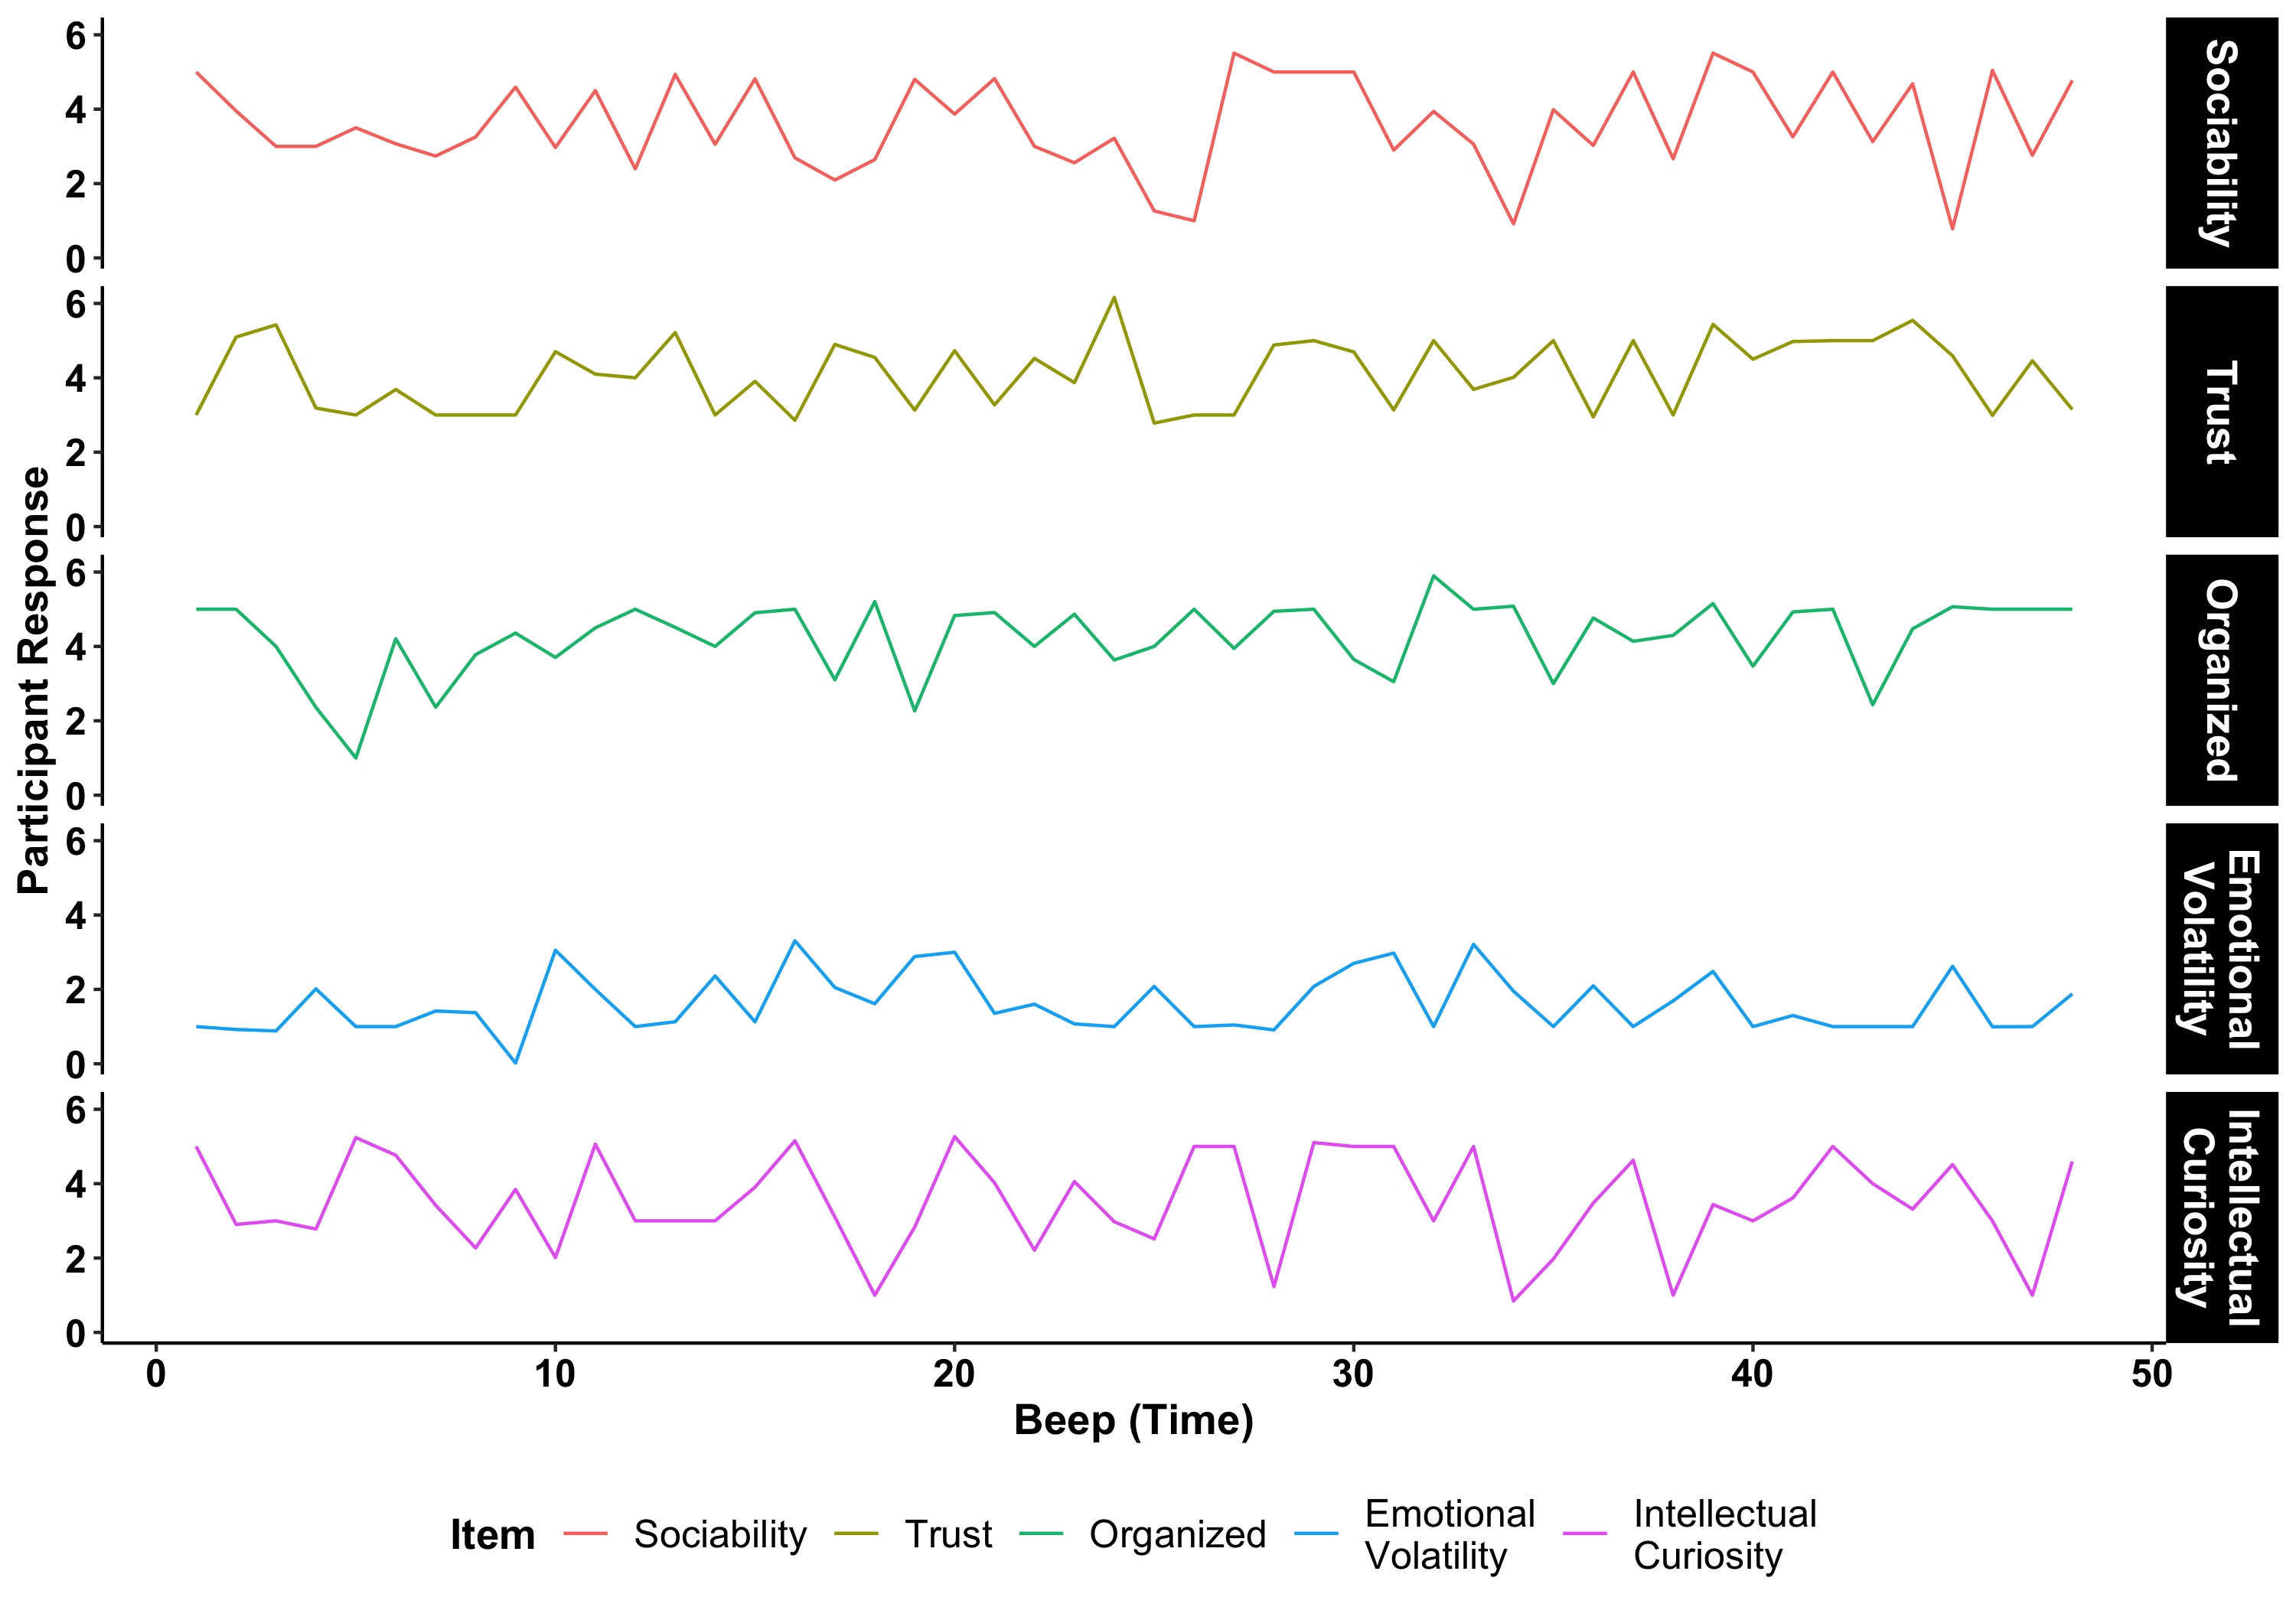 Participant Response
6
4
2
0
Sociability
6
4
2
0
Trust
6
4
2
0
Organized
6
4
2
0
Emotional
Volatility
6
4
2
0
Intellectual
Curiosity
0 10 20 30 40 50
Beep (Time)
Item
Sociability
Trust
Organized
Emotional
Volatility
Intellectual
Curiosity